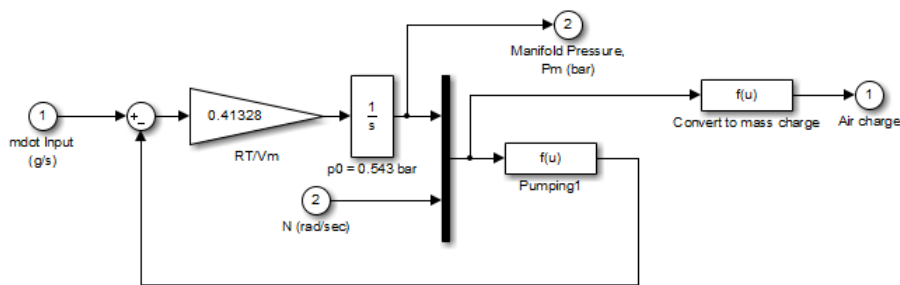 2
Manifold Pressure,
Pm (bar)
1
mdot Input
(g/s)
+
−
0.41328
RT/Vm
1
s
p0 = 0.543 bar
2
N (rad/sec)
f(u)
Pumping1
f(u)
Convert to mass charge
1
Air charge